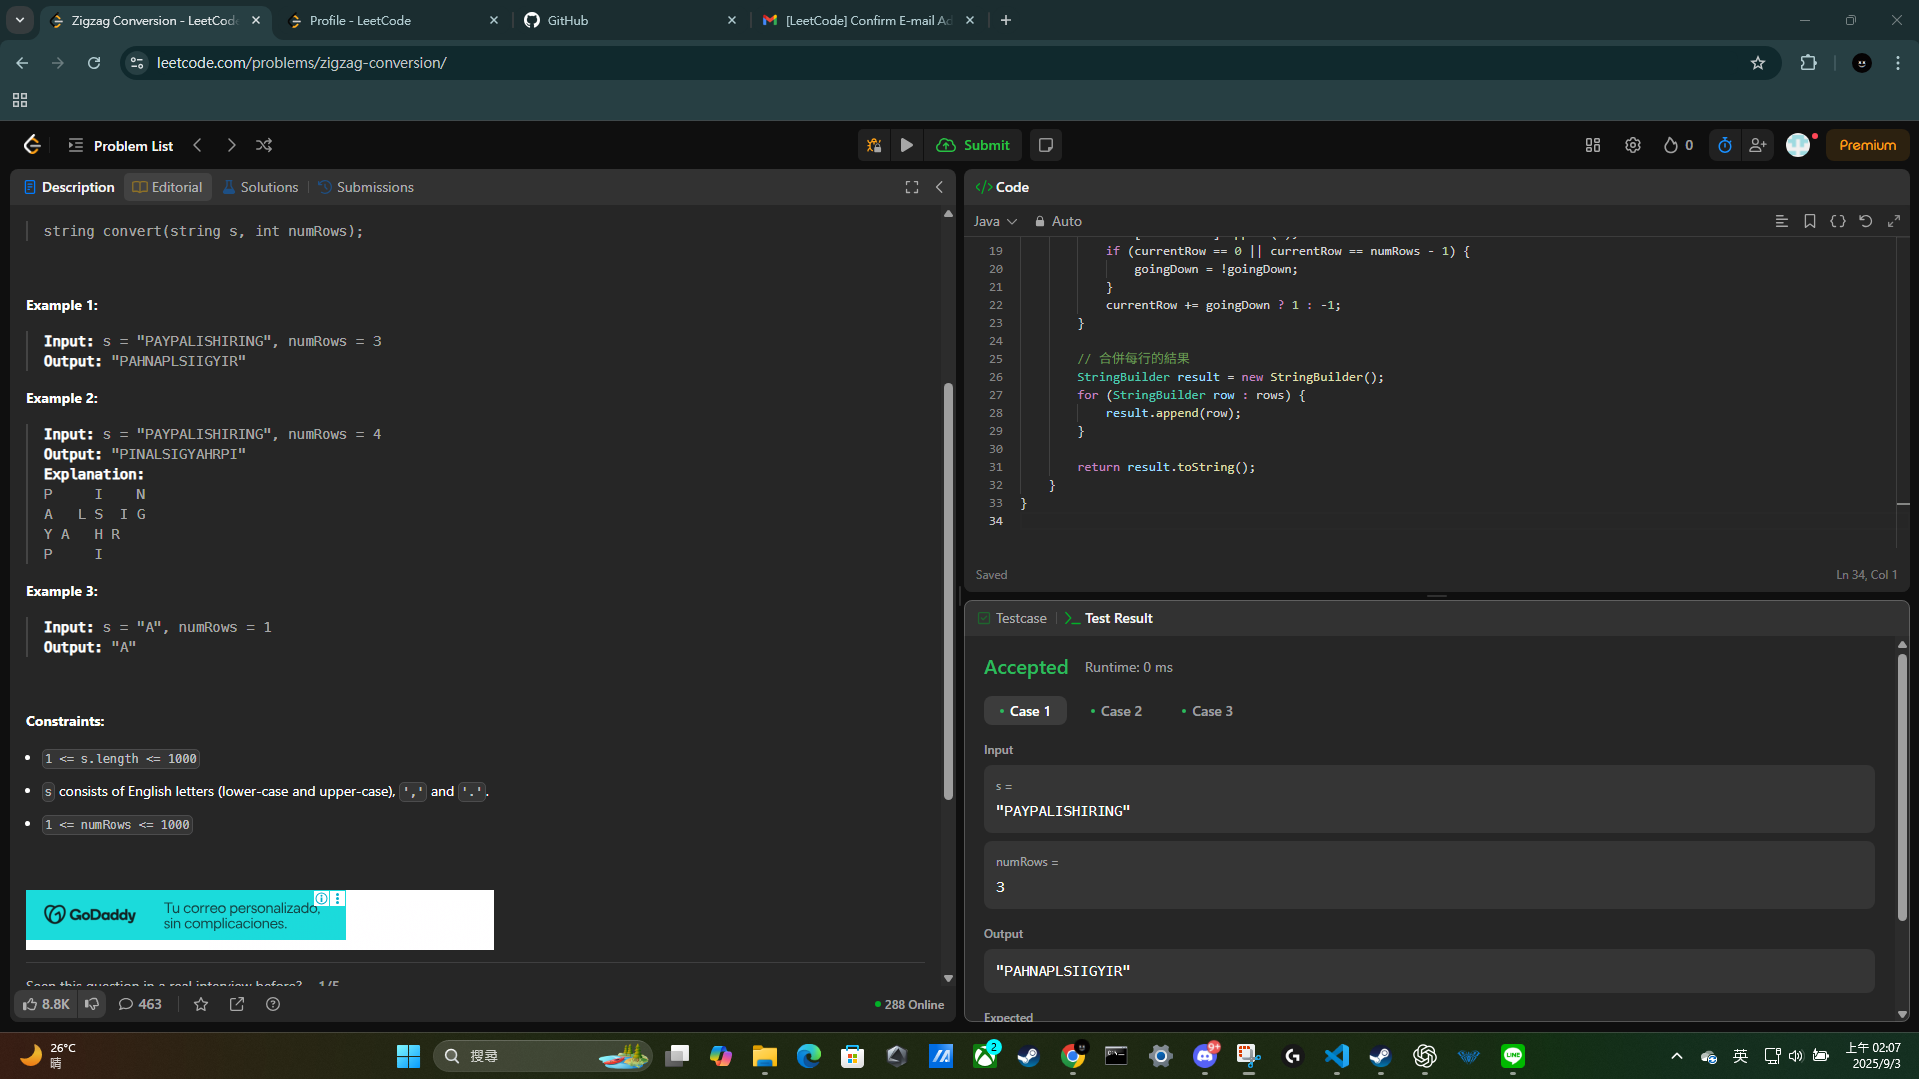 Zigzag Conversion - LeetCode
Profile - LeetCode
GitHub
[LeetCode] Confirm E-mail Ad
leetcode.com/problems/zigzag-conversion/
Problem List
Submit
0
Premium
Description
Editorial
Solutions
Submissions
string convert(string s, int numRows);
Example 1:
Input: s = "PAYPALISHIRING", numRows = 3
Output: "PAHNAPLSIIGYIR"
Example 2:
Input: s = "PAYPALISHIRING", numRows = 4
Output: "PINALSIGYAHRPI"
Explanation:
P     I    N
A   L S  I G
Y A   H R
P     I
Example 3:
Input: s = "A", numRows = 1
Output: "A"
Constraints:
1 <= s.length <= 1000
s consists of English letters (lower-case and upper-case), ',' and '.'.
1 <= numRows <= 1000
GoDaddy
Tu correo personalizado,
sin complicaciones.
Seen this question in a real interview before? 1/5
8.8K
463
288 Online
Code
Java
Auto
19 if (currentRow == 0 || currentRow == numRows - 1) {
20 goingDown = !goingDown;
21 }
22 currentRow += goingDown ? 1 : -1;
23 }
24
25 // 合併每行的結果
26 StringBuilder result = new StringBuilder();
27 for (StringBuilder row : rows) {
28 result.append(row);
29 }
30
31 return result.toString();
32 }
33 }
34
Saved
Ln 34, Col 1
Testcase
Test Result
Accepted
Runtime: 0 ms
Case 1
Case 2
Case 3
Input
s =
"PAYPALISHIRING"
numRows =
3
Output
"PAHNAPLSIIGYIR"
Expected
26°C
晴
搜尋
2
9+
LINE
英
上午 02:07
2025/9/3